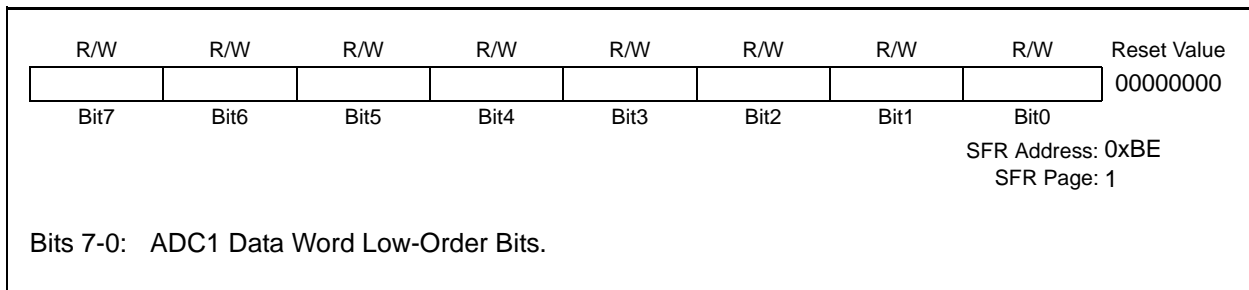 R/W R/W R/W R/W R/W R/W R/W R/W Reset Value
00000000
Bit7 Bit6 Bit5 Bit4 Bit3 Bit2 Bit1 Bit0
SFR Address: 0xBE
SFR Page: 1
Bits 7-0: ADC1 Data Word Low-Order Bits.